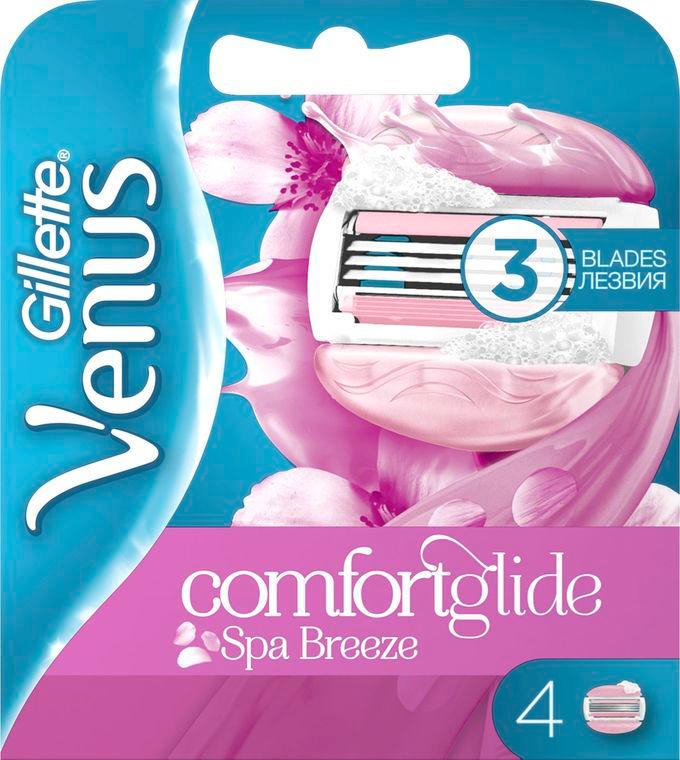 Gillette®
Venus
3
BLADES
ЛЕЗВИЯ
comfortglide
Spa Breeze
4